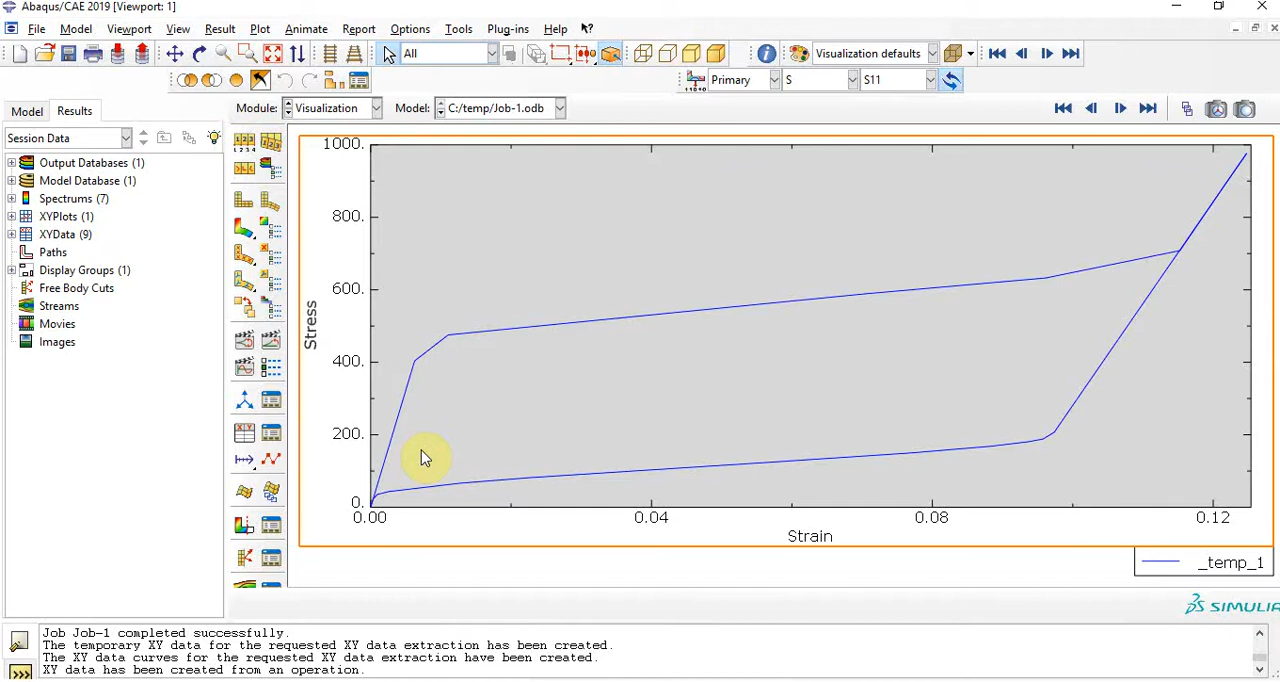 Abaqus/CAE 2019 [Viewport: 1]
File Model Viewport View Result Plot Animate Report Options Tools Plug-ins Help
All Visualization defaults
Primary S S11
Model Results Module: Visualization Model: C:/temp/Job-1.odb
Session Data
Output Databases (1)
Model Database (1)
Spectrums (7)
XYPlots (1)
XYData (9)
Paths
Display Groups (1)
Free Body Cuts
Streams
Movies
Images
1000.
800.
600.
400.
200.
0.
Stress
0.00 0.04 0.08 0.12
Strain
_temp_1
SIMULIA
Job Job-1 completed successfully.
The temporary XY data for the requested XY data extraction has been created.
The XY data curves for the requested XY data extraction have been created.
XY data has been created from an operation.
>>>